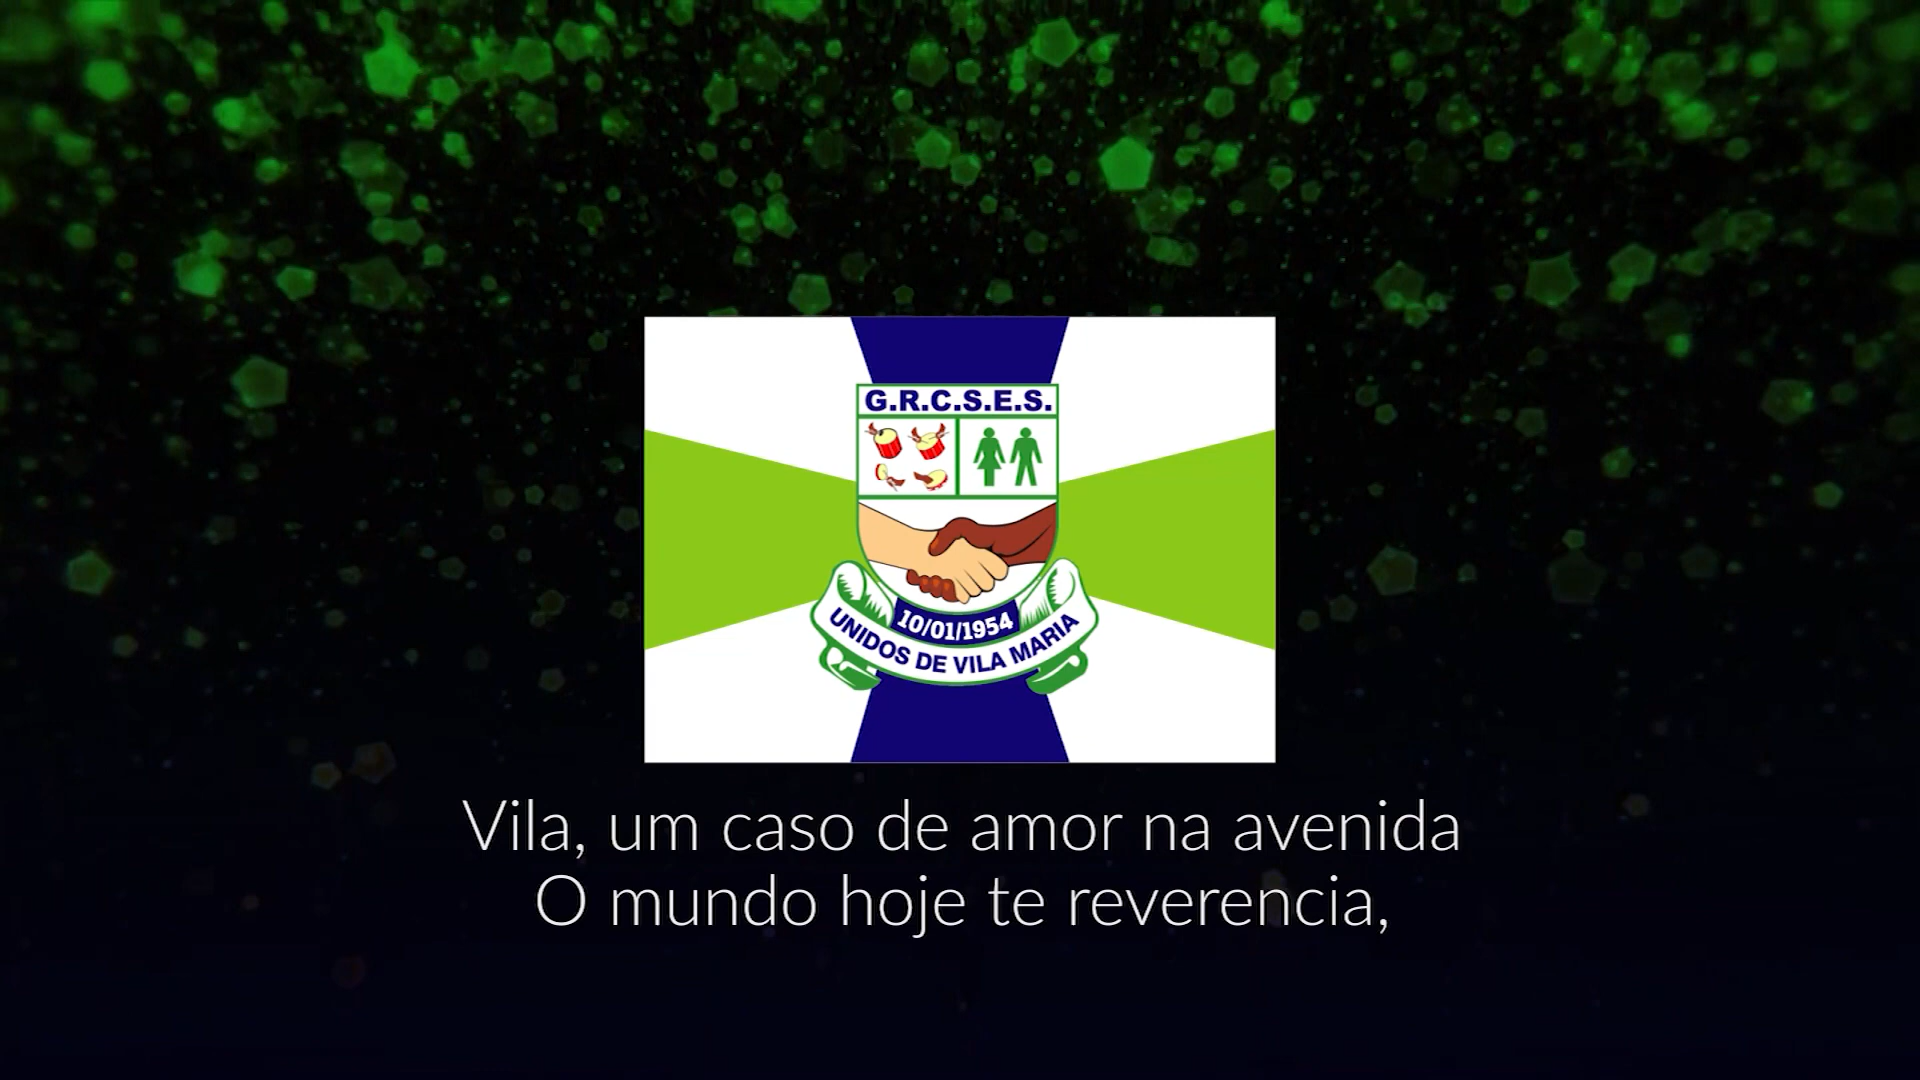 G.R.C.S.E.S.
10/01/1954
UNIDOS DE VILA MARIA
Vila, um caso de amor na avenida
O mundo hoje te reverencia,